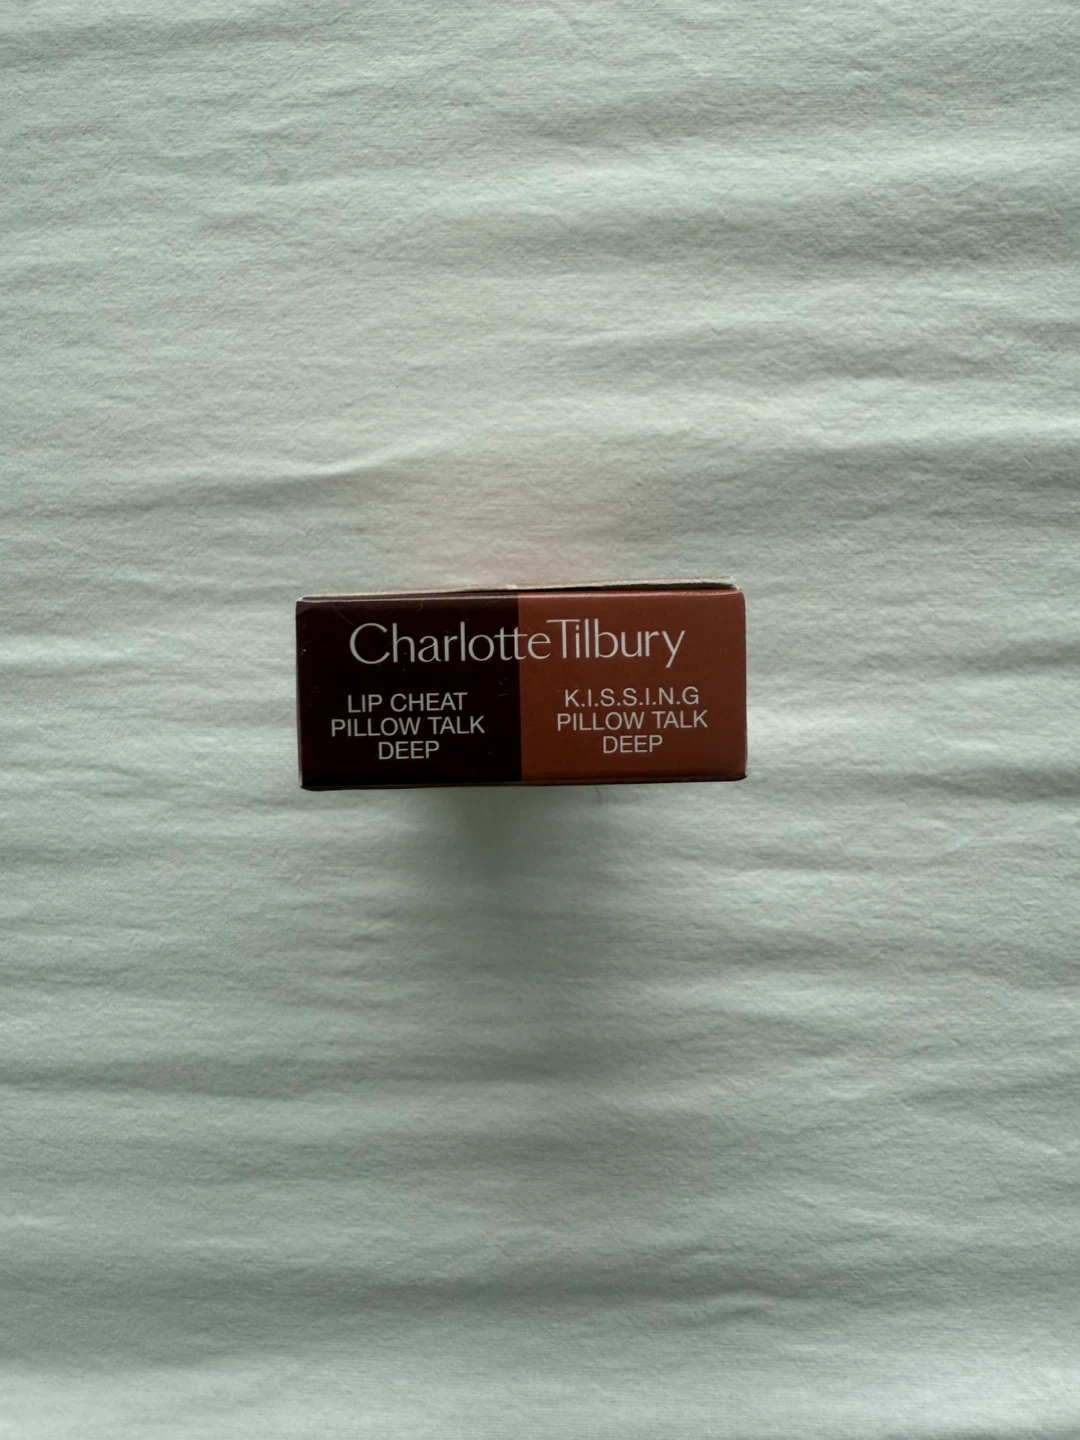 CharlotteTilbury
LIP CHEAT
PILLOW TALK
DEEP
K.I.S.S.I.N.G
PILLOW TALK
DEEP